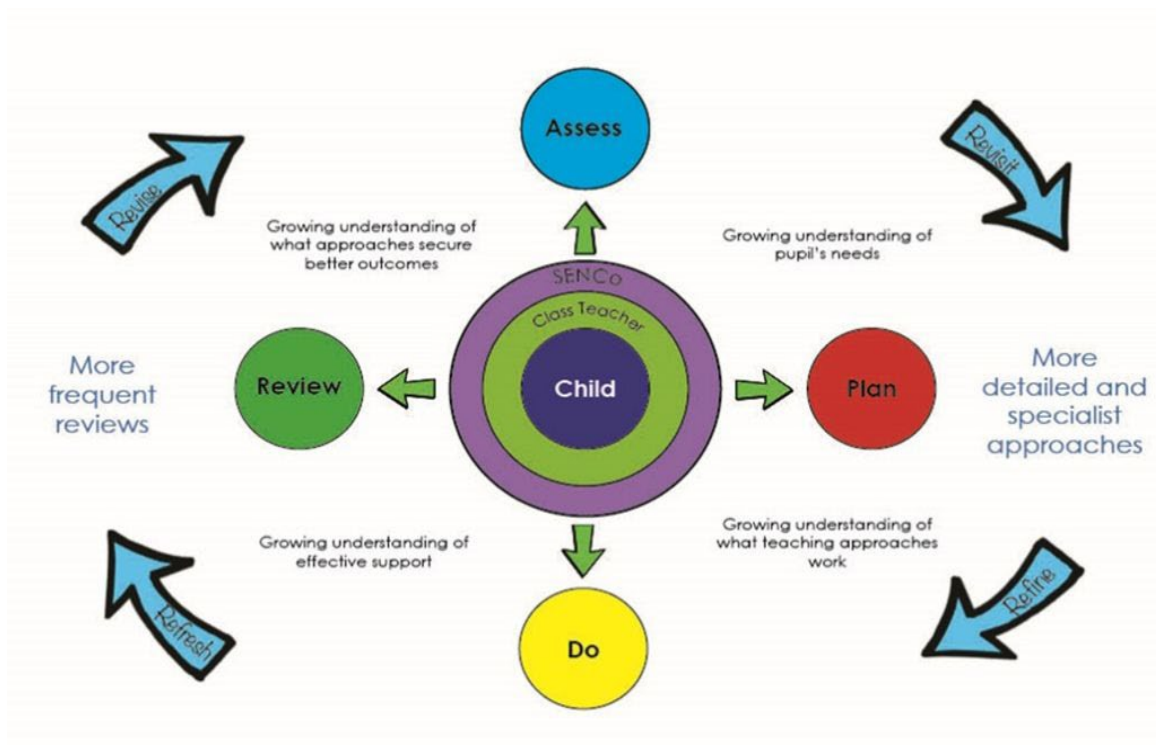 Assess
Revise
Revisit
Growing understanding of
what approaches secure
better outcomes
Growing understanding of
pupil's needs
SENCo
Class Teacher
Child
More
frequent
reviews
Review
Plan
More
detailed and
specialist
approaches
Growing understanding of
effective support
Growing understanding of
what teaching approaches
work
Refresh
Refine
Do